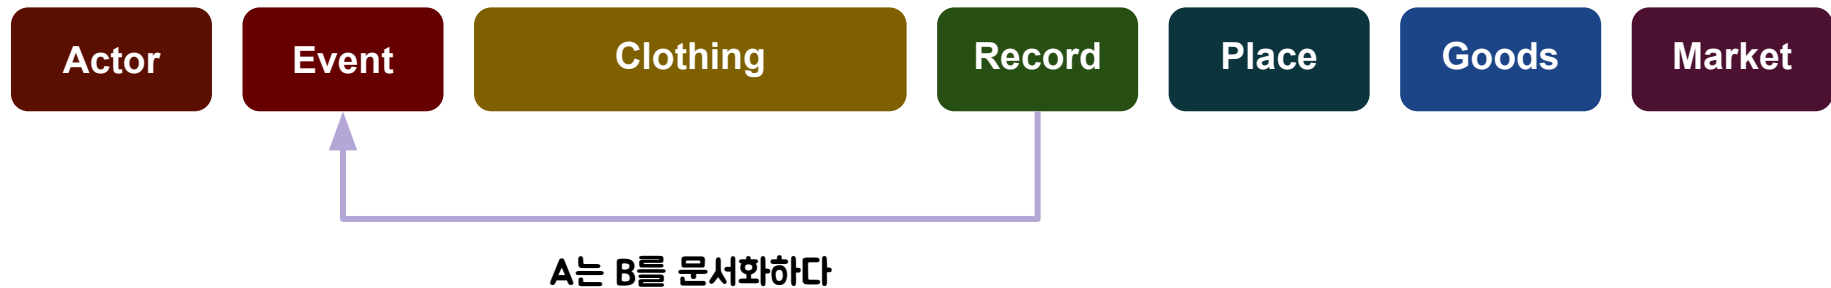 Actor Event Clothing Record Place Goods Market
A는 B를 문서화하다